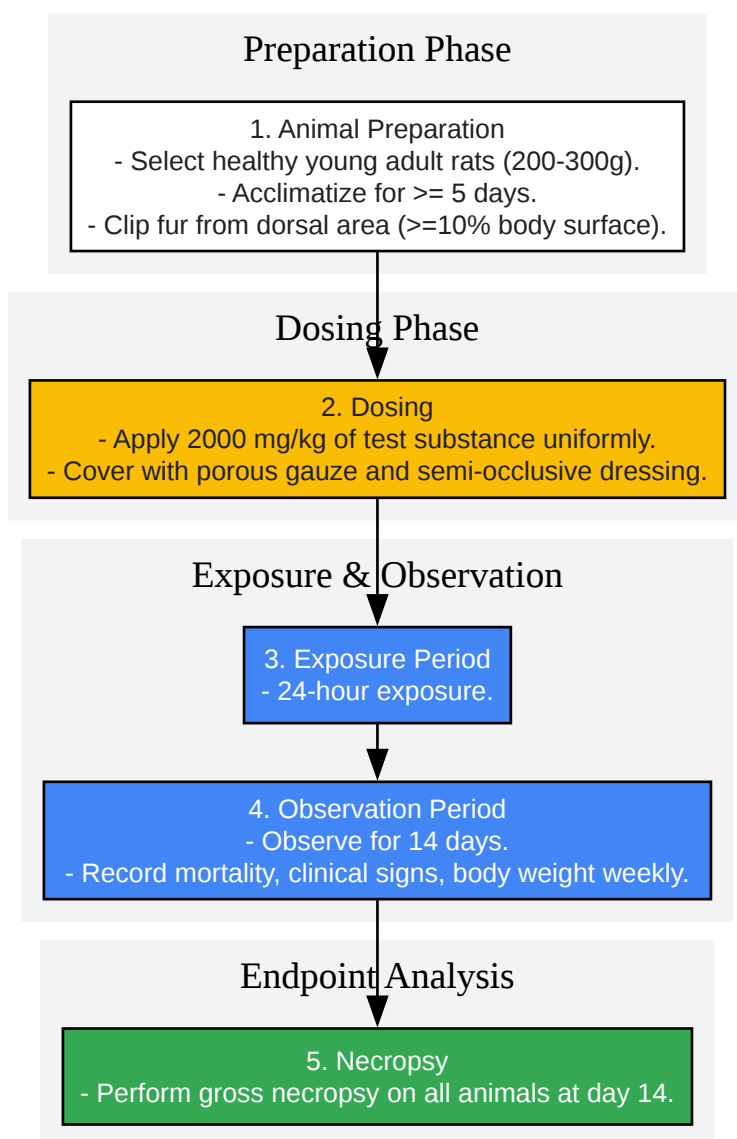 Preparation Phase
1. Animal Preparation
- Select healthy young adult rats (200-300g).
- Acclimatize for >= 5 days.
- Clip fur from dorsal area (>=10% body surface).
Dosing Phase
2. Dosing
- Apply 2000 mg/kg of test substance uniformly.
- Cover with porous gauze and semi-occlusive dressing.
Exposure & Observation
3. Exposure Period
- 24-hour exposure.
4. Observation Period
- Observe for 14 days.
- Record mortality, clinical signs, body weight weekly.
Endpoint Analysis
5. Necropsy
- Perform gross necropsy on all animals at day 14.